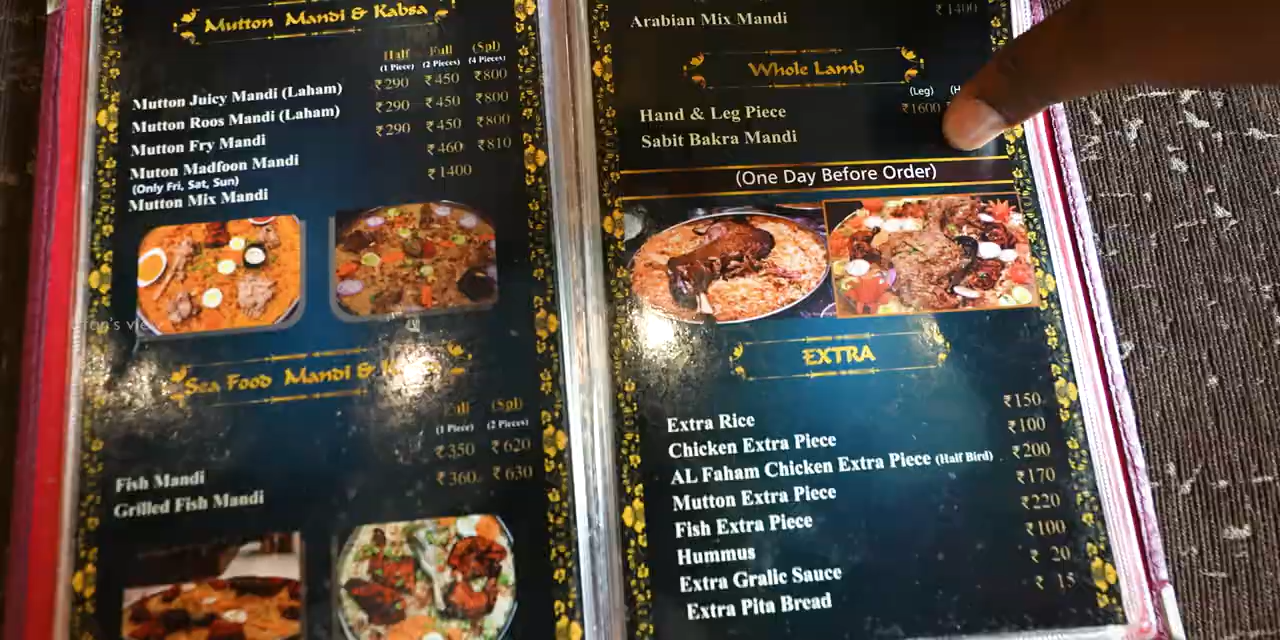 Mutton Mandi & Kabsa
Half Full (Spl)
(1 Piece) (2 Pieces) (4 Pieces)
Mutton Juicy Mandi (Laham) ₹290 ₹450 ₹800
Mutton Roos Mandi (Laham) ₹290 ₹450 ₹800
Mutton Fry Mandi ₹290 ₹450 ₹800
Muton Madfoon Mandi ₹460 ₹810
(Only Fri, Sat, Sun)
Mutton Mix Mandi ₹1400
Sea Food Mandi &
Full (Spl)
(1 Piece) (2 Pieces)
Fish Mandi ₹350 ₹620
Grilled Fish Mandi ₹360 ₹630
Arabian Mix Mandi ₹1400
Whole Lamb
(Leg)
Hand & Leg Piece ₹1600
Sabit Bakra Mandi
(One Day Before Order)
EXTRA
Extra Rice ₹150
Chicken Extra Piece ₹100
AL Faham Chicken Extra Piece (Half Bird) ₹200
Mutton Extra Piece ₹170
Fish Extra Piece ₹220
Hummus ₹100
Extra Gralic Sauce ₹ 20
Extra Pita Bread ₹ 15